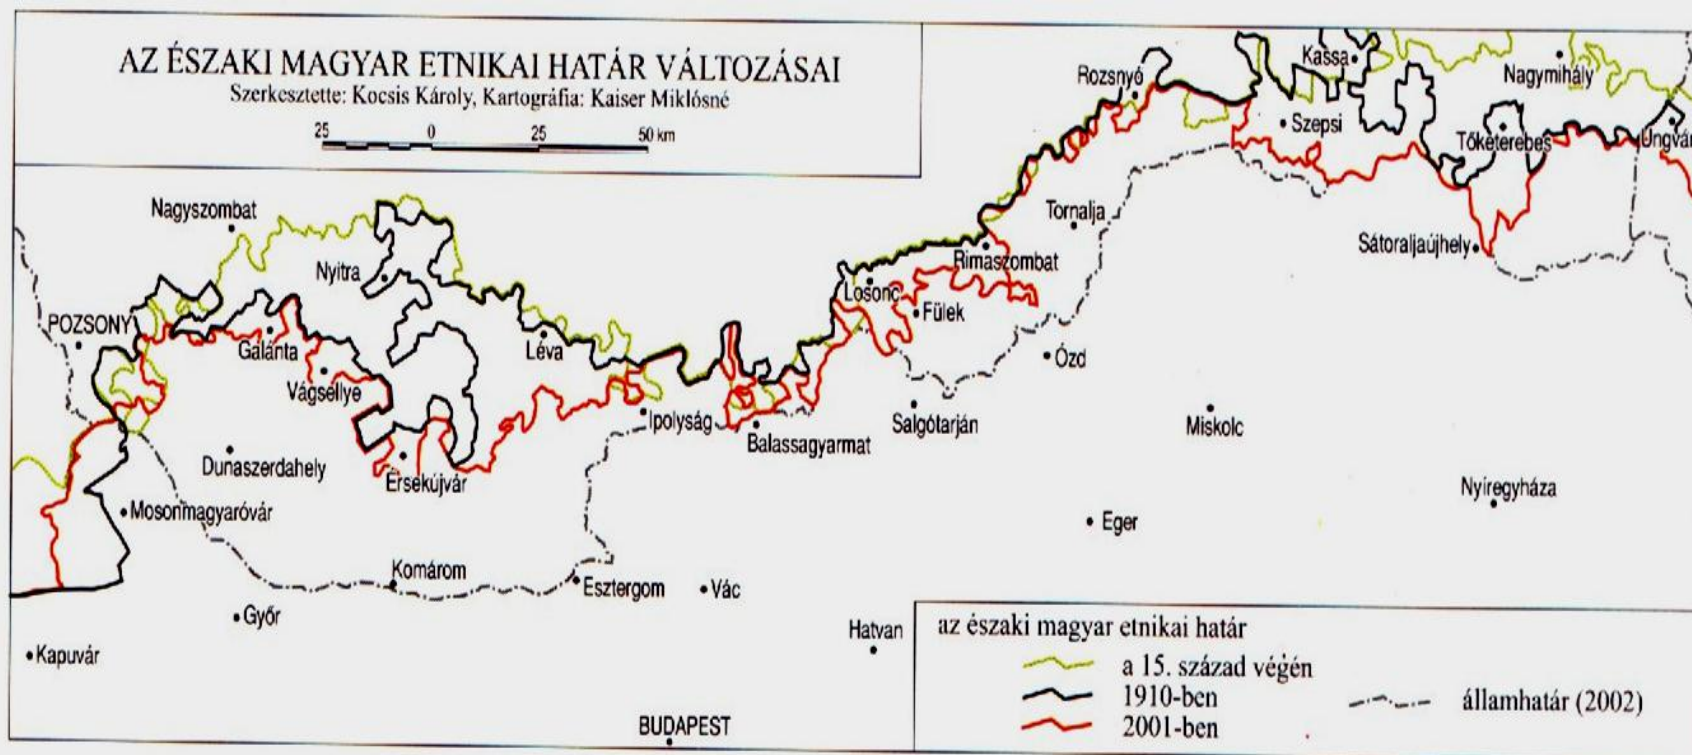 AZ ÉSZAKI MAGYAR ETNIKAI HATÁR VÁLTOZÁSAI
Szerkesztette: Kocsis Károly, Kartográfia: Kaiser Miklósné
25 0 25 50 km
Kassa
Rozsnyó
Nagymihály
Szepsi
Tőketerebes
Ungvár
Nagyszombat
Tornalja
Sátoraljaújhely
Nyitra
Rimaszombat
Losonc
POZSONY
Fülek
Galánta
Léva
Ózd
Vágsellye
Ipolyság
Salgótarján
Miskolc
Balassagyarmat
Dunaszerdahely
Érsekújvár
Nyíregyháza
Mosonmagyaróvár
Eger
Komárom
Esztergom
Vác
Győr
Hatvan
Kapuvár
BUDAPEST
az északi magyar etnikai határ
a 15. század végén
1910-ben
2001-ben
államhatár (2002)